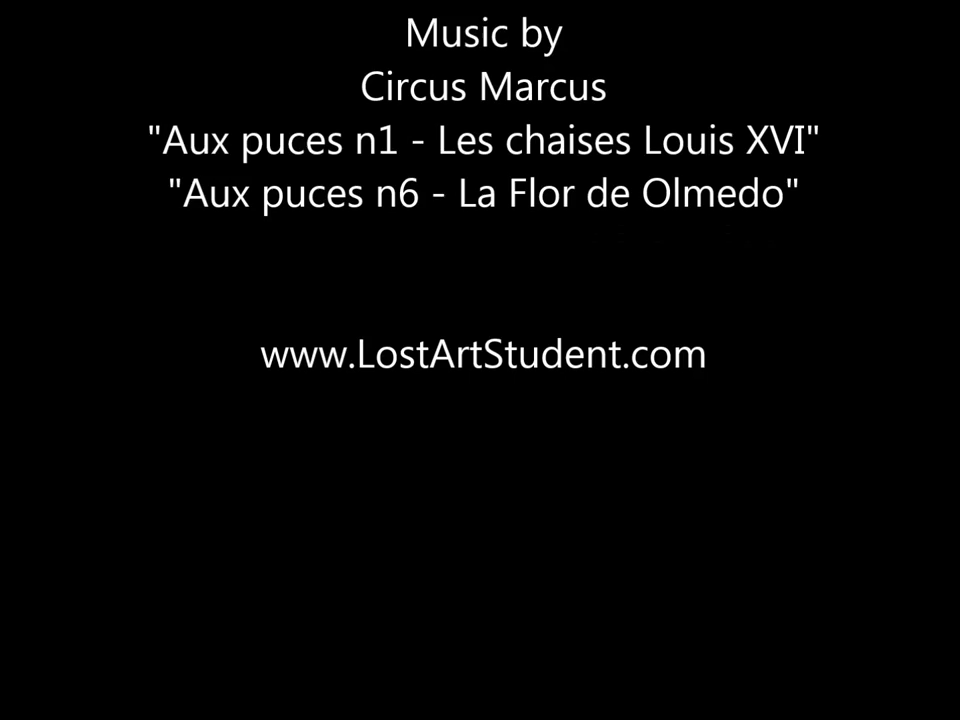 Music by
Circus Marcus
"Aux puces n1 - Les chaises Louis XVI"
"Aux puces n6 - La Flor de Olmedo"
www.LostArtStudent.com